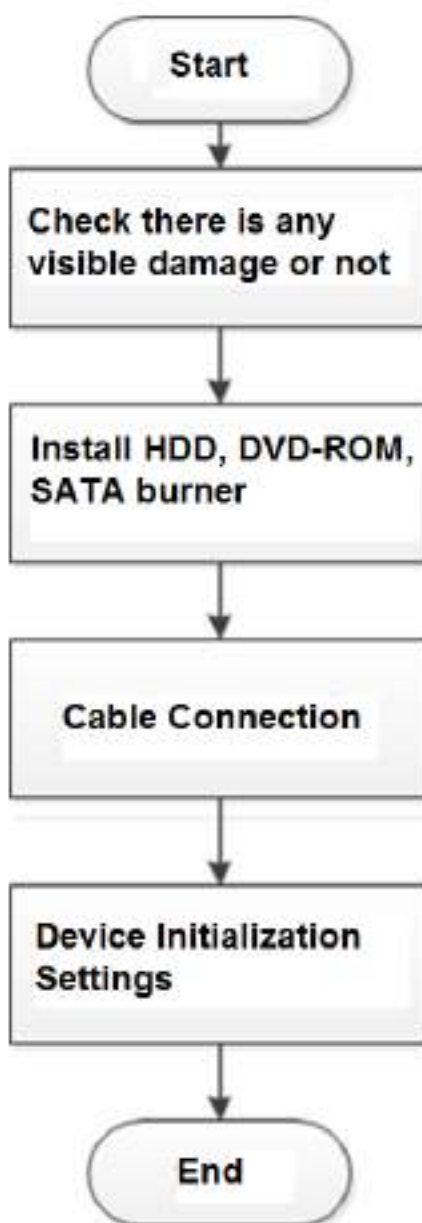 Start
Check there is any
visible damage or not
Install HDD, DVD-ROM,
SATA burner
Cable Connection
Device Initialization
Settings
End